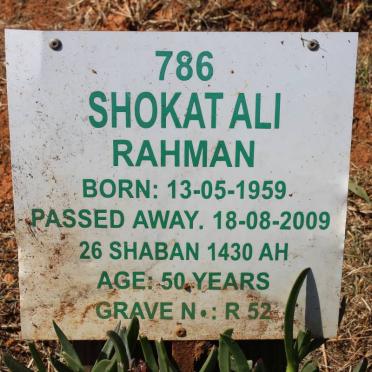 786
SHOKAT ALI
RAHMAN
BORN: 13-05-1959
PASSED AWAY. 18-08-2009
26 SHABAN 1430 AH
AGE: 50 YEARS
GRAVE N•: R 52